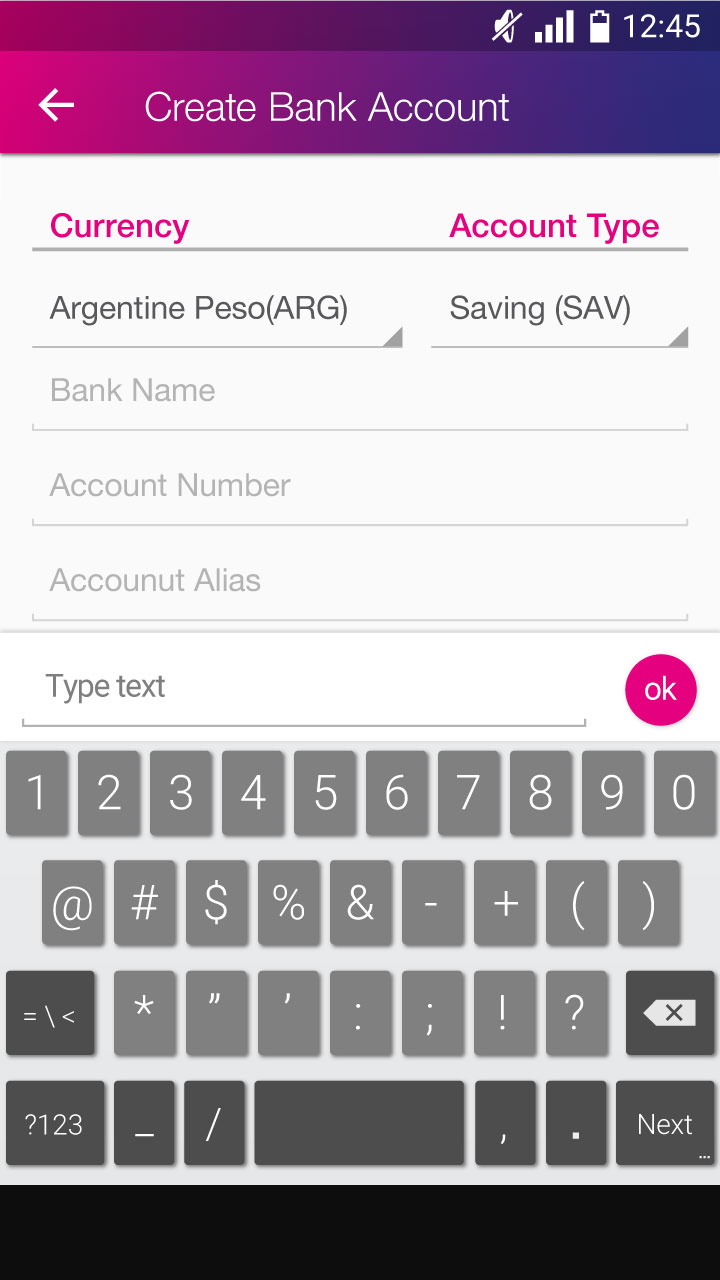 12:45
Create Bank Account
Currency Account Type
Argentine Peso(ARG) Saving (SAV)
Bank Name
Account Number
Accounut Alias
Type text ok
1 2 3 4 5 6 7 8 9 0
@ # $ % & - + ( )
= \ < * " ' : ; ! ?
?123 _ / , . Next ...